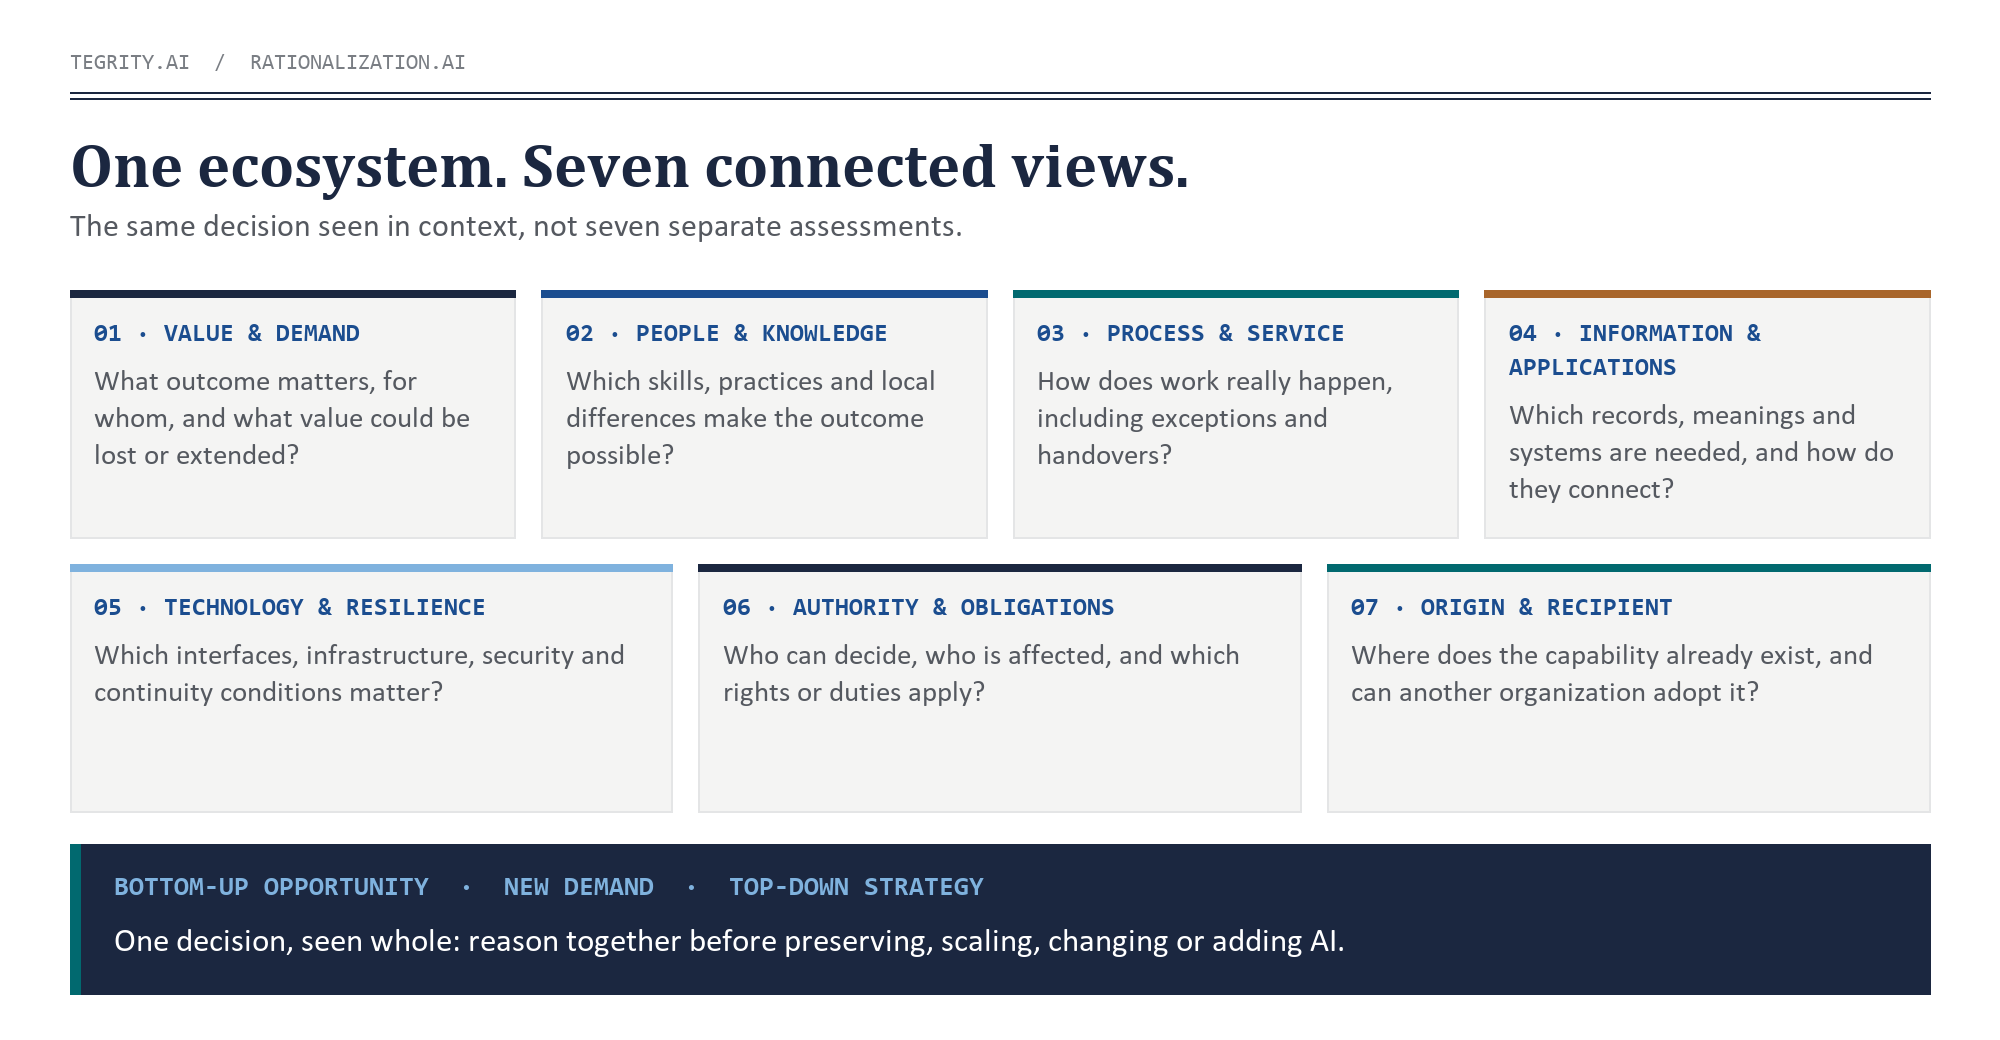 TEGRITY.AI / RATIONALIZATION.AI
One ecosystem. Seven connected views.
The same decision seen in context, not seven separate assessments.
01 · VALUE & DEMAND
What outcome matters, for
whom, and what value could be
lost or extended?
02 · PEOPLE & KNOWLEDGE
Which skills, practices and local
differences make the outcome
possible?
03 · PROCESS & SERVICE
How does work really happen,
including exceptions and
handovers?
04 · INFORMATION &
APPLICATIONS
Which records, meanings and
systems are needed, and how do
they connect?
05 · TECHNOLOGY & RESILIENCE
Which interfaces, infrastructure, security and
continuity conditions matter?
06 · AUTHORITY & OBLIGATIONS
Who can decide, who is affected, and which
rights or duties apply?
07 · ORIGIN & RECIPIENT
Where does the capability already exist, and
can another organization adopt it?
BOTTOM-UP OPPORTUNITY · NEW DEMAND · TOP-DOWN STRATEGY
One decision, seen whole: reason together before preserving, scaling, changing or adding AI.